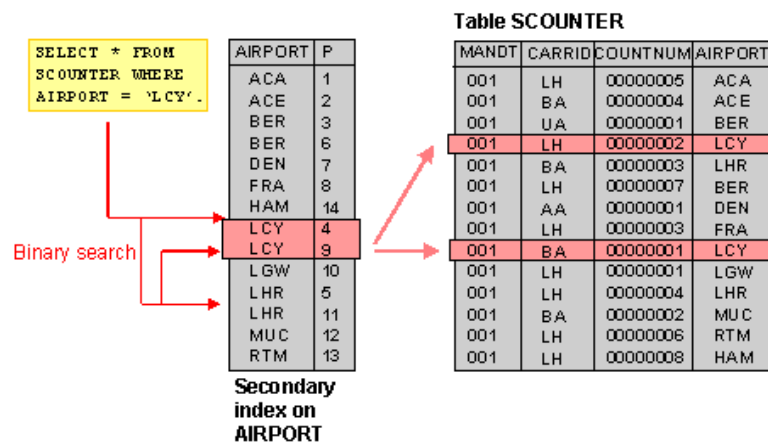 Table SCOUNTER
SELECT * FROM
SCOUNTER WHERE
AIRPORT = `LCY´.
AIRPORT P
ACA 1
ACE 2
BER 3
BER 6
DEN 7
FRA 8
HAM 14
LCY 4
LCY 9
LGW 10
LHR 5
LHR 11
MUC 12
RTM 13
Binary search
Secondary
index on
AIRPORT
MANDT CARRID COUNTNUM AIRPORT
001 LH 00000005 ACA
001 BA 00000004 ACE
001 UA 00000001 BER
001 LH 00000002 LCY
001 BA 00000003 LHR
001 LH 00000007 BER
001 AA 00000001 DEN
001 LH 00000003 FRA
001 BA 00000001 LCY
001 LH 00000001 LGW
001 LH 00000004 LHR
001 BA 00000002 MUC
001 LH 00000006 RTM
001 LH 00000008 HAM